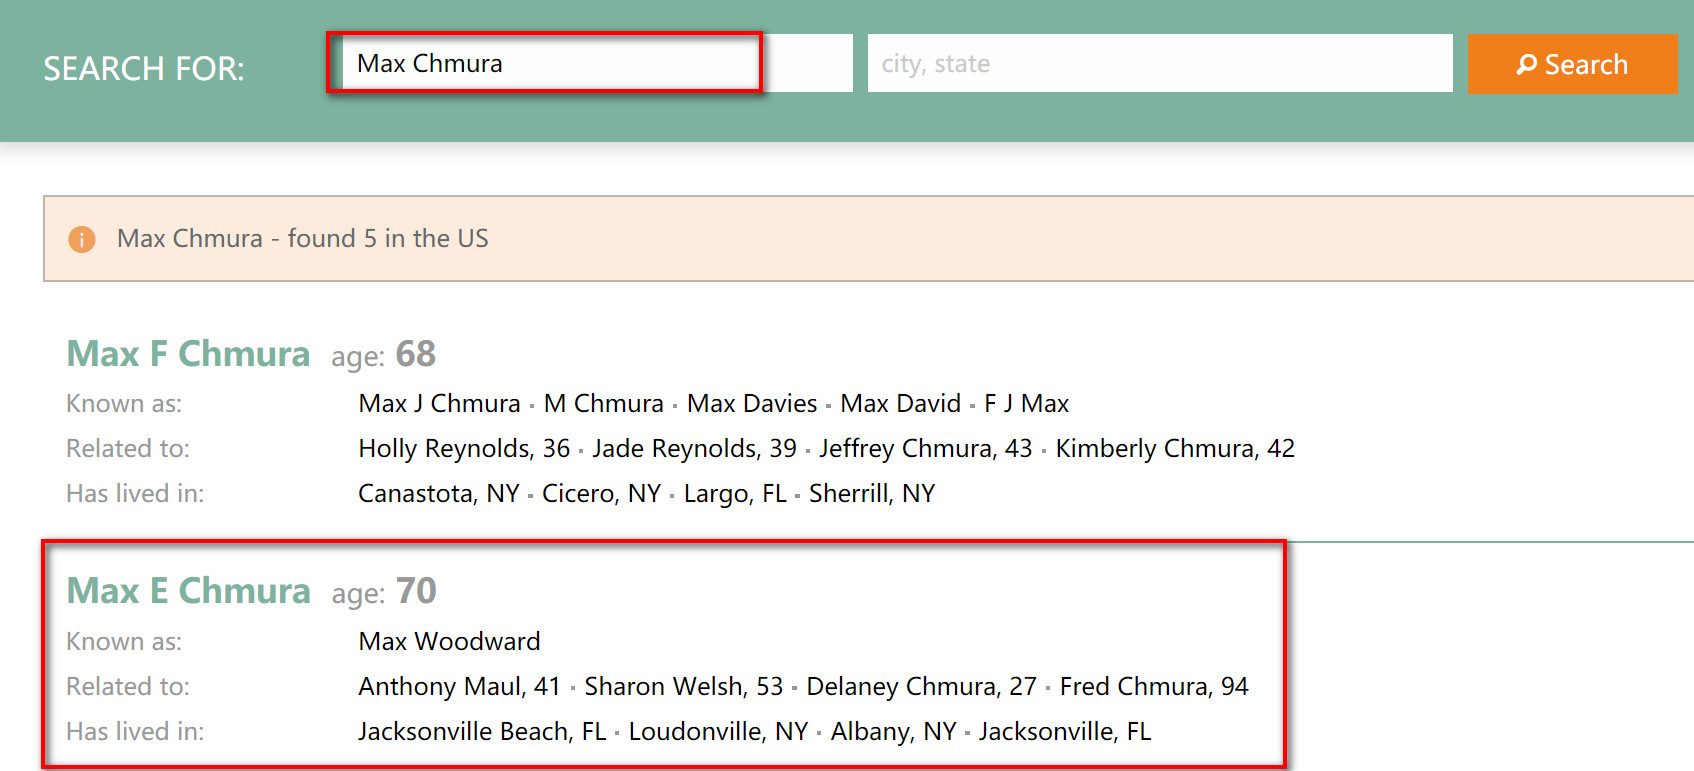 SEARCH FOR: Max Chmura city, state Search
Max Chmura - found 5 in the US
Max F Chmura age: 68
Known as: Max J Chmura ▪ M Chmura ▪ Max Davies ▪ Max David ▪ F J Max
Related to: Holly Reynolds, 36 ▪ Jade Reynolds, 39 ▪ Jeffrey Chmura, 43 ▪ Kimberly Chmura, 42
Has lived in: Canastota, NY ▪ Cicero, NY ▪ Largo, FL ▪ Sherrill, NY
Max E Chmura age: 70
Known as: Max Woodward
Related to: Anthony Maul, 41 ▪ Sharon Welsh, 53 ▪ Delaney Chmura, 27 ▪ Fred Chmura, 94
Has lived in: Jacksonville Beach, FL ▪ Loudonville, NY ▪ Albany, NY ▪ Jacksonville, FL